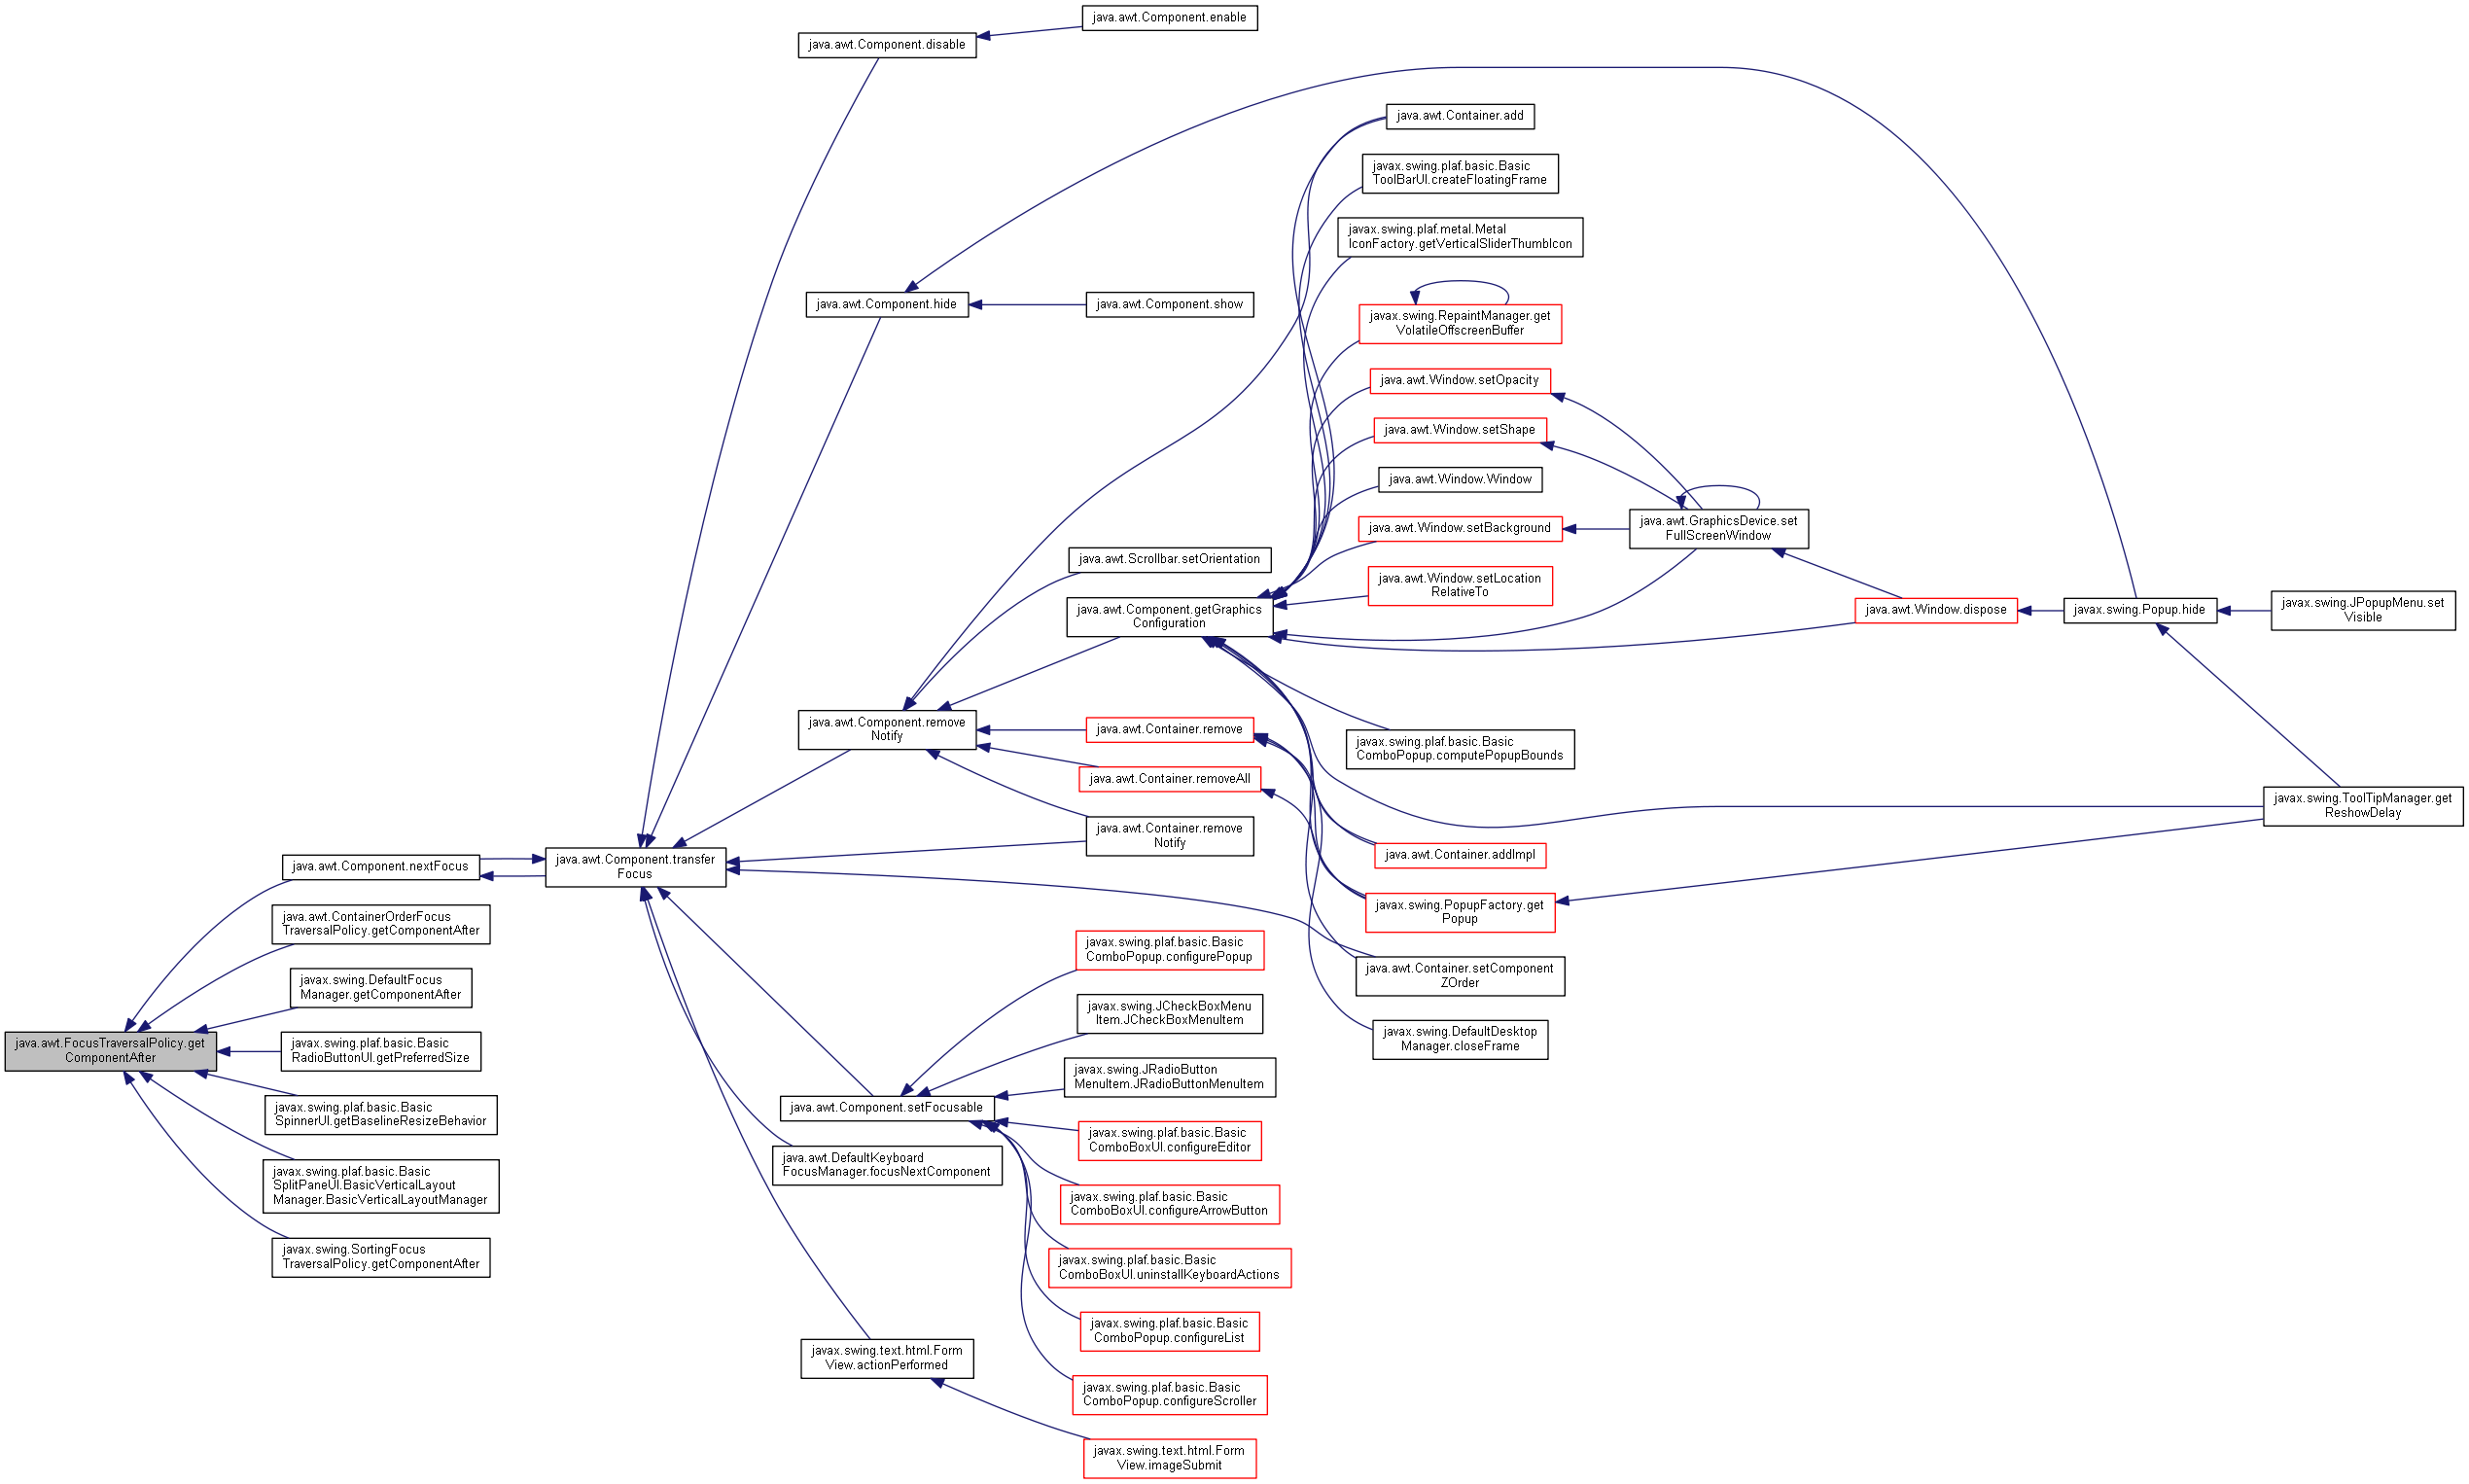 java.awt.FocusTraversalPolicy.get
ComponentAfter
java.awt.Component.nextFocus
java.awt.ContainerOrderFocus
TraversalPolicy.getComponentAfter
javax.swing.DefaultFocus
Manager.getComponentAfter
javax.swing.plaf.basic.Basic
RadioButtonUI.getPreferredSize
javax.swing.plaf.basic.Basic
SpinnerUI.getBaselineResizeBehavior
javax.swing.plaf.basic.Basic
SplitPaneUI.BasicVerticalLayout
Manager.BasicVerticalLayoutManager
javax.swing.SortingFocus
TraversalPolicy.getComponentAfter
java.awt.Component.transfer
Focus
java.awt.Component.disable
java.awt.Component.hide
java.awt.Component.remove
Notify
java.awt.Component.setFocusable
java.awt.DefaultKeyboard
FocusManager.focusNextComponent
javax.swing.text.html.Form
View.actionPerformed
java.awt.Component.enable
java.awt.Component.show
java.awt.Scrollbar.setOrientation
java.awt.Component.getGraphics
Configuration
java.awt.Container.remove
java.awt.Container.removeAll
java.awt.Container.remove
Notify
javax.swing.plaf.basic.Basic
ComboPopup.configurePopup
javax.swing.JCheckBoxMenu
Item.JCheckBoxMenuItem
javax.swing.JRadioButton
MenuItem.JRadioButtonMenuItem
javax.swing.plaf.basic.Basic
ComboBoxUI.configureEditor
javax.swing.plaf.basic.Basic
ComboBoxUI.configureArrowButton
javax.swing.plaf.basic.Basic
ComboBoxUI.uninstallKeyboardActions
javax.swing.plaf.basic.Basic
ComboPopup.configureList
javax.swing.plaf.basic.Basic
ComboPopup.configureScroller
javax.swing.text.html.Form
View.imageSubmit
java.awt.Container.add
javax.swing.plaf.basic.Basic
ToolBarUI.createFloatingFrame
javax.swing.plaf.metal.Metal
IconFactory.getVerticalSliderThumbIcon
javax.swing.RepaintManager.get
VolatileOffscreenBuffer
java.awt.Window.setOpacity
java.awt.Window.setShape
java.awt.Window.Window
java.awt.Window.setBackground
java.awt.Window.setLocation
RelativeTo
javax.swing.plaf.basic.Basic
ComboPopup.computePopupBounds
java.awt.Container.addImpl
javax.swing.PopupFactory.get
Popup
java.awt.Container.setComponent
ZOrder
javax.swing.DefaultDesktop
Manager.closeFrame
java.awt.GraphicsDevice.set
FullScreenWindow
java.awt.Window.dispose
javax.swing.Popup.hide
javax.swing.JPopupMenu.set
Visible
javax.swing.ToolTipManager.get
ReshowDelay